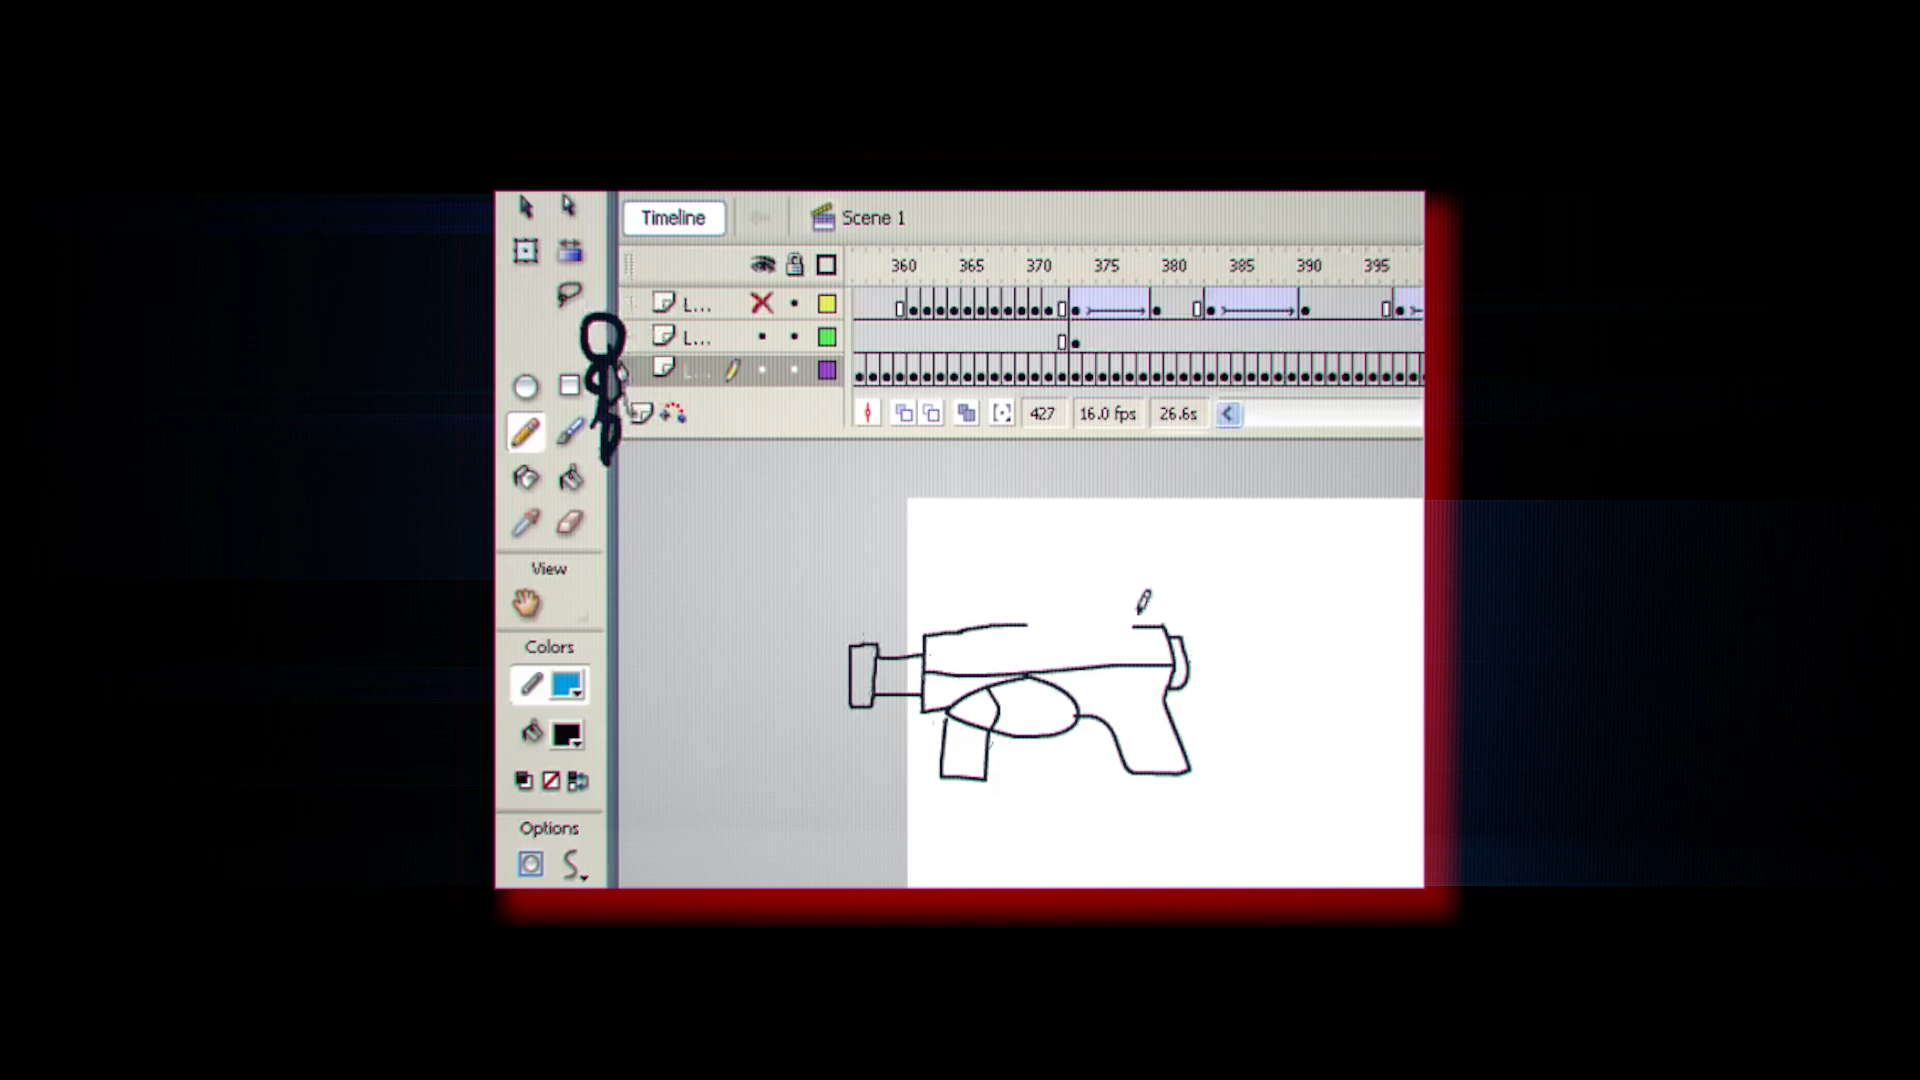 Timeline
Scene 1
360 365 370 375 380 385 390 395
L...
L...
L...
427 16.0 fps 26.6s
View
Colors
Options